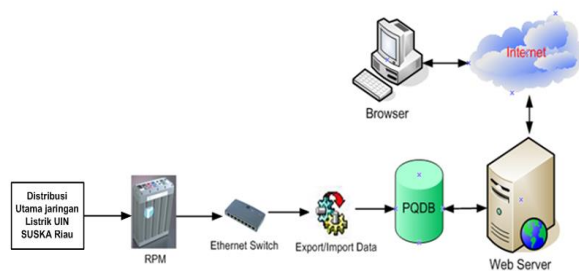 Internet
Browser
Distribusi
Utama jaringan
Listrik UIN
SUSKA Riau
RPM
Ethernet Switch
Export/Import Data
PQDB
Web Server